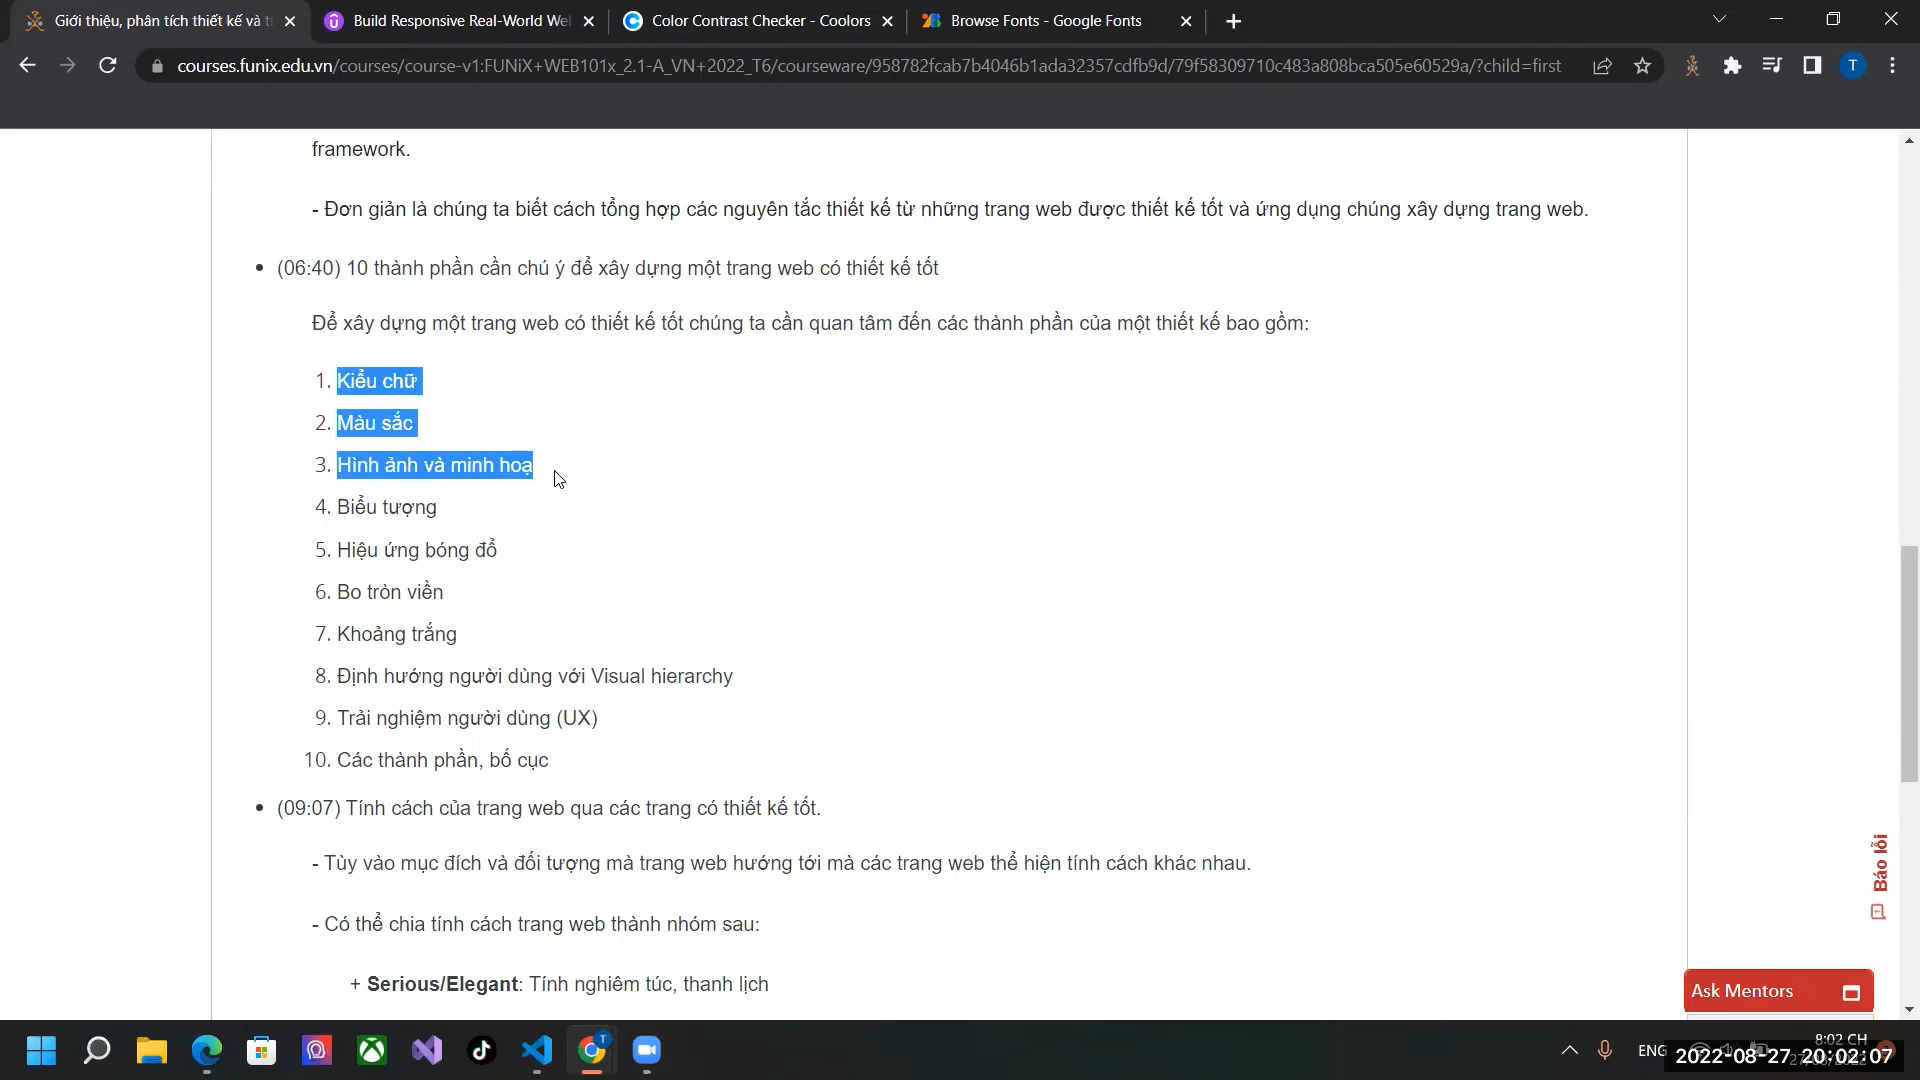 Giới thiệu, phân tích thiết kế và t
Build Responsive Real-World We
Color Contrast Checker - Coolors
Browse Fonts - Google Fonts
courses.funix.edu.vn/courses/course-v1:FUNiX+WEB101x_2.1-A_VN+2022_T6/courseware/958782fcab7b4046b1ada32357cdfb9d/79f58309710c483a808bca505e60529a/?child=first
T
framework.
- Đơn giản là chúng ta biết cách tổng hợp các nguyên tắc thiết kế từ những trang web được thiết kế tốt và ứng dụng chúng xây dựng trang web.
• (06:40) 10 thành phần cần chú ý để xây dựng một trang web có thiết kế tốt
Để xây dựng một trang web có thiết kế tốt chúng ta cần quan tâm đến các thành phần của một thiết kế bao gồm:
1. Kiểu chữ
2. Màu sắc
3. Hình ảnh và minh hoạ
4. Biểu tượng
5. Hiệu ứng bóng đổ
6. Bo tròn viền
7. Khoảng trắng
8. Định hướng người dùng với Visual hierarchy
9. Trải nghiệm người dùng (UX)
10. Các thành phần, bố cục
• (09:07) Tính cách của trang web qua các trang có thiết kế tốt.
- Tùy vào mục đích và đối tượng mà trang web hướng tới mà các trang web thể hiện tính cách khác nhau.
- Có thể chia tính cách trang web thành nhóm sau:
+ Serious/Elegant: Tính nghiêm túc, thanh lịch
Báo lỗi
Ask Mentors
T
ENG
8:02 CH
2022-08-27 20:02:07